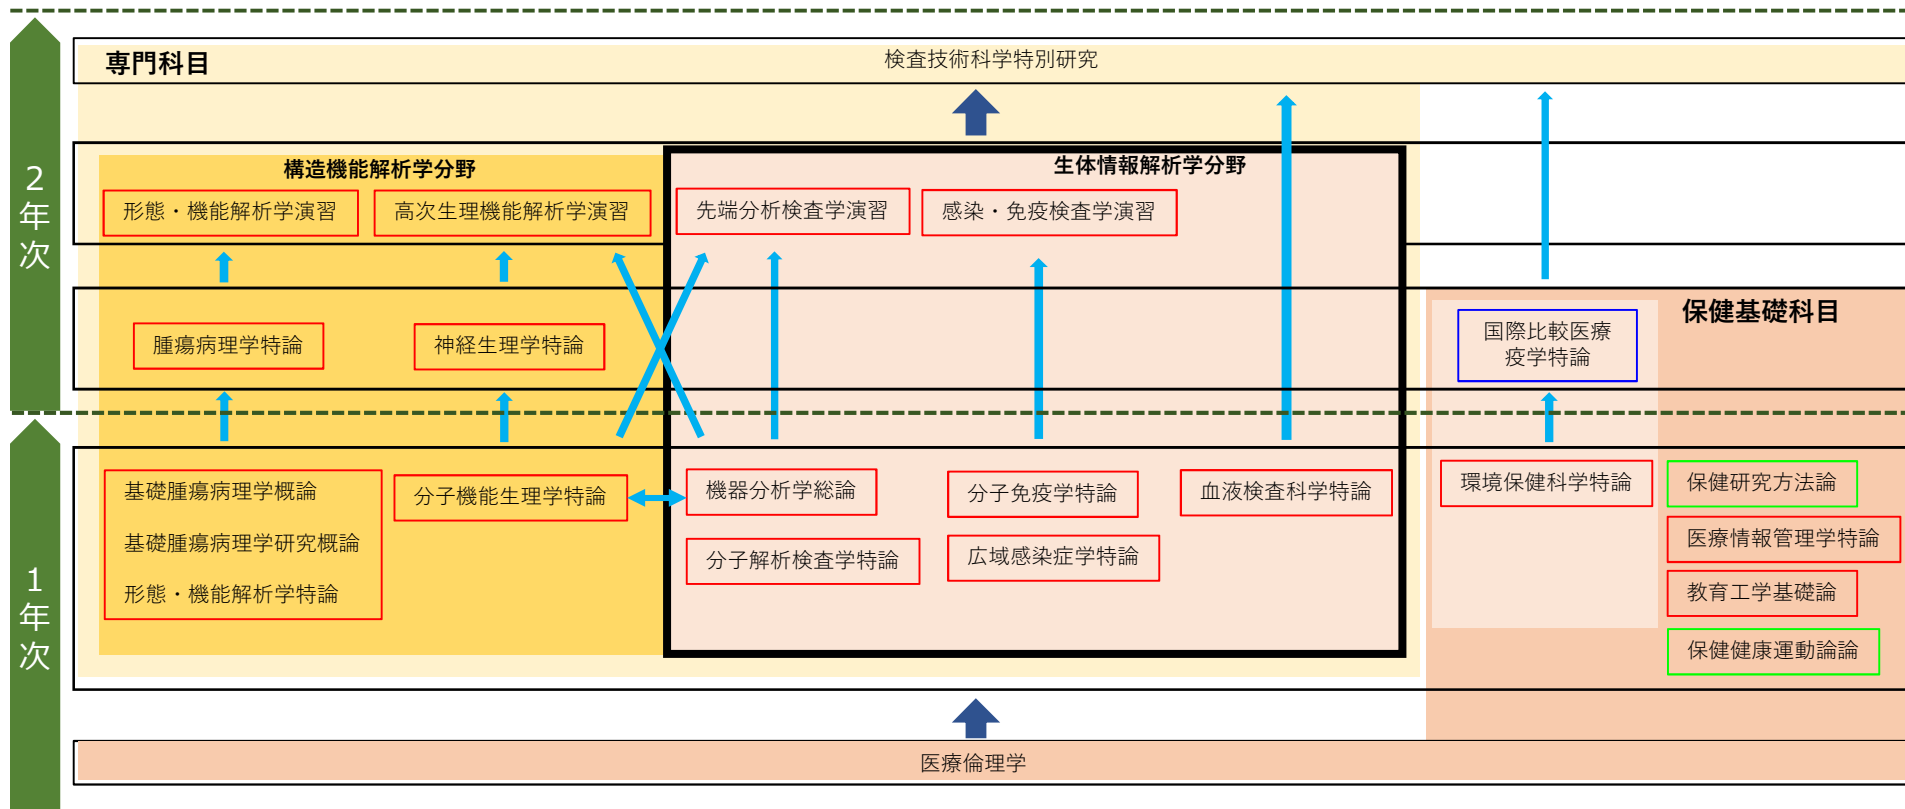 専門科目
検査技術科学特別研究
2年次
構造機能解析学分野
生体情報解析学分野
形態・機能解析学演習
高次生理機能解析学演習
先端分析検査学演習
感染・免疫検査学演習
保健基礎科目
腫瘍病理学特論
神経生理学特論
国際比較医療
疫学特論
1年次
基礎腫瘍病理学概論
基礎腫瘍病理学研究概論
形態・機能解析学特論
分子機能生理学特論
機器分析学総論
分子解析検査学特論
分子免疫学特論
広域感染症学特論
血液検査科学特論
環境保健科学特論
保健研究方法論
医療情報管理学特論
教育工学基礎論
保健健康運動論論
医療倫理学